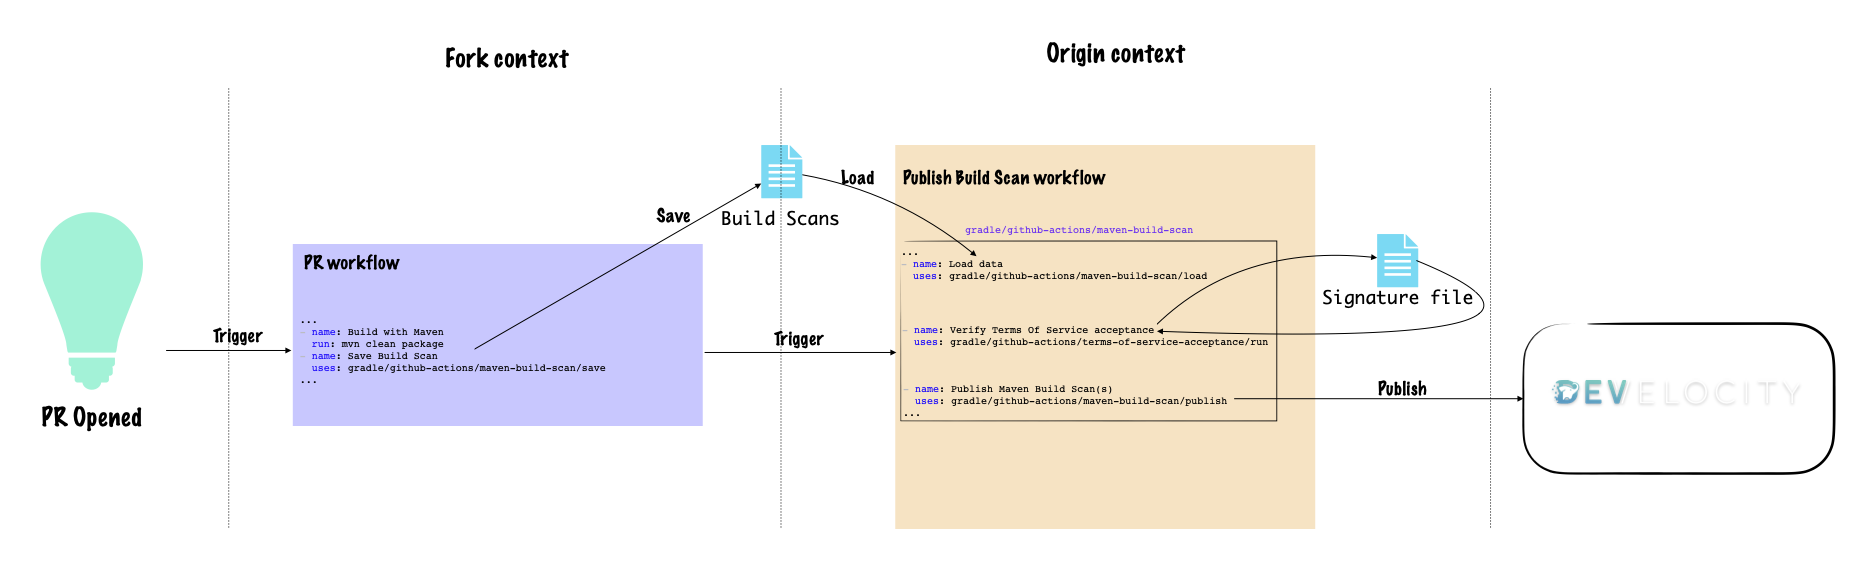 Fork context
Origin context
PR Opened
Trigger
PR workflow
...
- name: Build with Maven
run: mvn clean package
- name: Save Build Scan
uses: gradle/github-actions/maven-build-scan/save
...
Save
Build Scans
Load
Trigger
Publish Build Scan workflow
gradle/github-actions/maven-build-scan
...
- name: Load data
uses: gradle/github-actions/maven-build-scan/load
- name: Verify Terms Of Service acceptance
uses: gradle/github-actions/terms-of-service-acceptance/run
- name: Publish Maven Build Scan(s)
uses: gradle/github-actions/maven-build-scan/publish
...
Signature file
Publish
DEVELOCITY